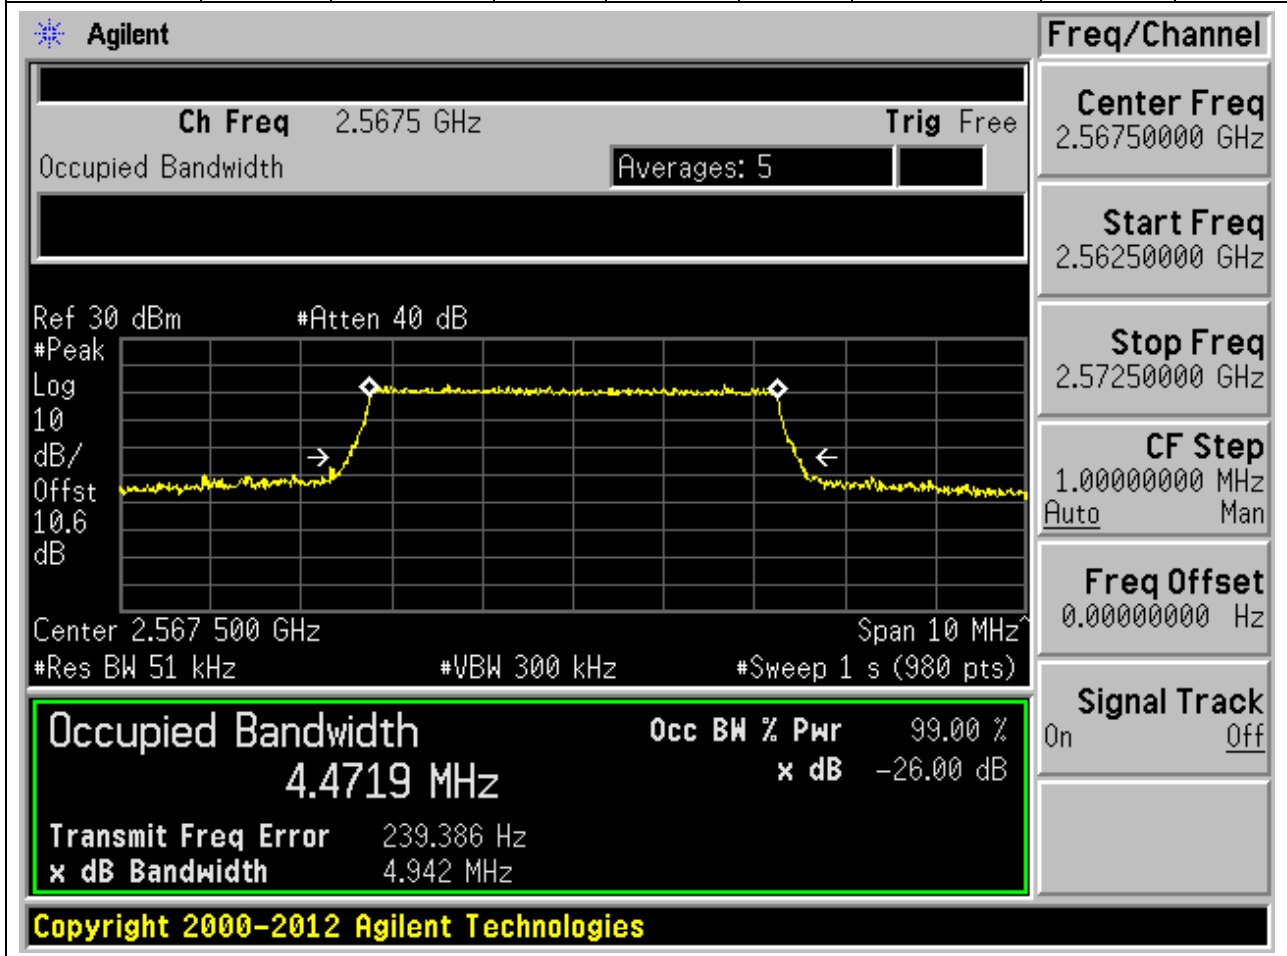 Agilent
Freq/Channel
Ch Freq 2.5675 GHz Trig Free
Occupied Bandwidth Averages: 5
Center Freq
2.56750000 GHz
Start Freq
2.56250000 GHz
Stop Freq
2.57250000 GHz
CF Step
1.00000000 MHz
Auto Man
Freq Offset
0.00000000 Hz
Signal Track
On Off
Ref 30 dBm #Atten 40 dB
#Peak
Log
10
dB/
Offst
10.6
dB
Center 2.567 500 GHz Span 10 MHz^
#Res BW 51 kHz #VBW 300 kHz #Sweep 1 s (980 pts)
Occupied Bandwidth Occ BW % Pwr 99.00 %
4.4719 MHz x dB -26.00 dB
Transmit Freq Error 239.386 Hz
x dB Bandwidth 4.942 MHz
Copyright 2000-2012 Agilent Technologies